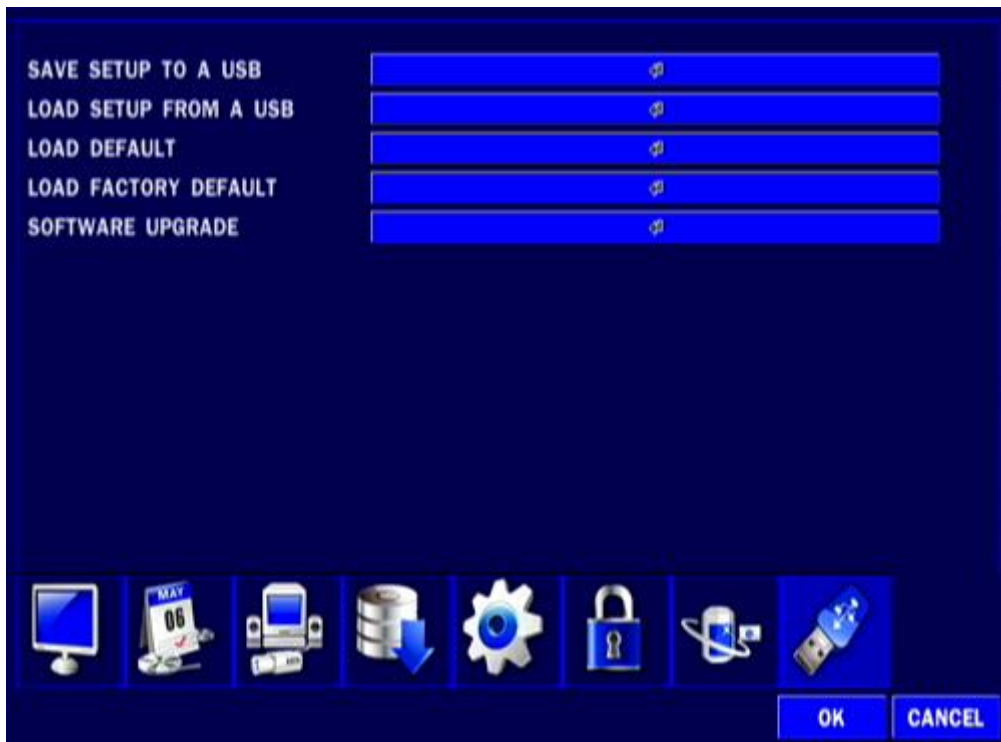 SAVE SETUP TO A USB
LOAD SETUP FROM A USB
LOAD DEFAULT
LOAD FACTORY DEFAULT
SOFTWARE UPGRADE
MAY
06
OK CANCEL